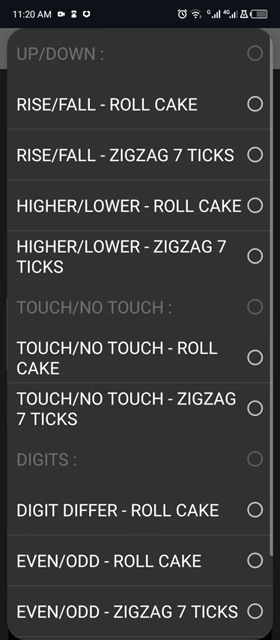 11:20 AM
UP/DOWN :
RISE/FALL - ROLL CAKE
RISE/FALL - ZIGZAG 7 TICKS
HIGHER/LOWER - ROLL CAKE
HIGHER/LOWER - ZIGZAG 7
TICKS
TOUCH/NO TOUCH :
TOUCH/NO TOUCH - ROLL
CAKE
TOUCH/NO TOUCH - ZIGZAG
7 TICKS
DIGITS :
DIGIT DIFFER - ROLL CAKE
EVEN/ODD - ROLL CAKE
EVEN/ODD - ZIGZAG 7 TICKS